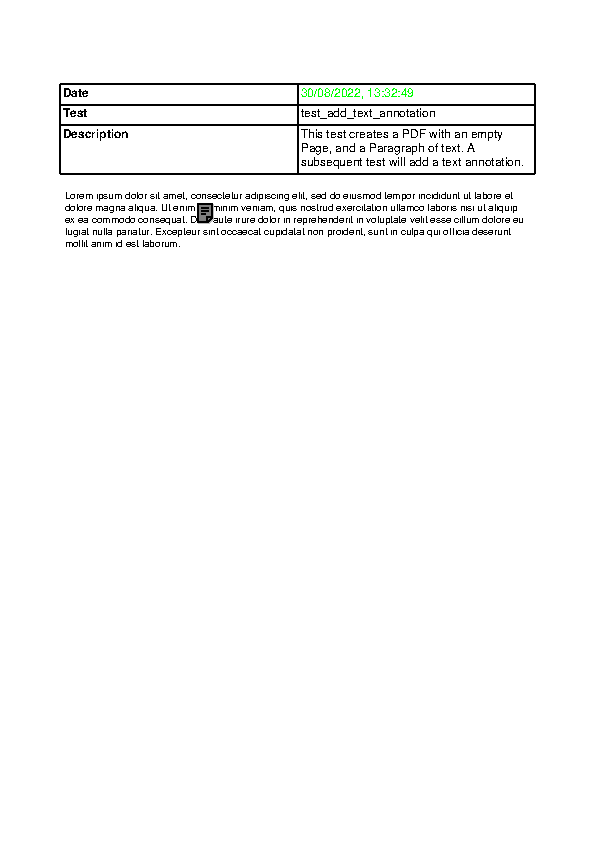 Date 30/08/2022, 13:32:49
Test test_add_text_annotation
Description This test creates a PDF with an empty
Page, and a Paragraph of text. A
subsequent test will add a text annotation.
Lorem ipsum dolor sit amet, consectetur adipiscing elit, sed do eiusmod tempor incididunt ut labore et
dolore magna aliqua. Ut enim minim veniam, quis nostrud exercitation ullamco laboris nisi ut aliquip
ex ea commodo consequat. aute irure dolor in reprehenderit in voluptate velit esse cillum dolore eu
fugiat nulla pariatur. Excepteur sint occaecat cupidatat non proident, sunt in culpa qui officia deserunt
mollit anim id est laborum.